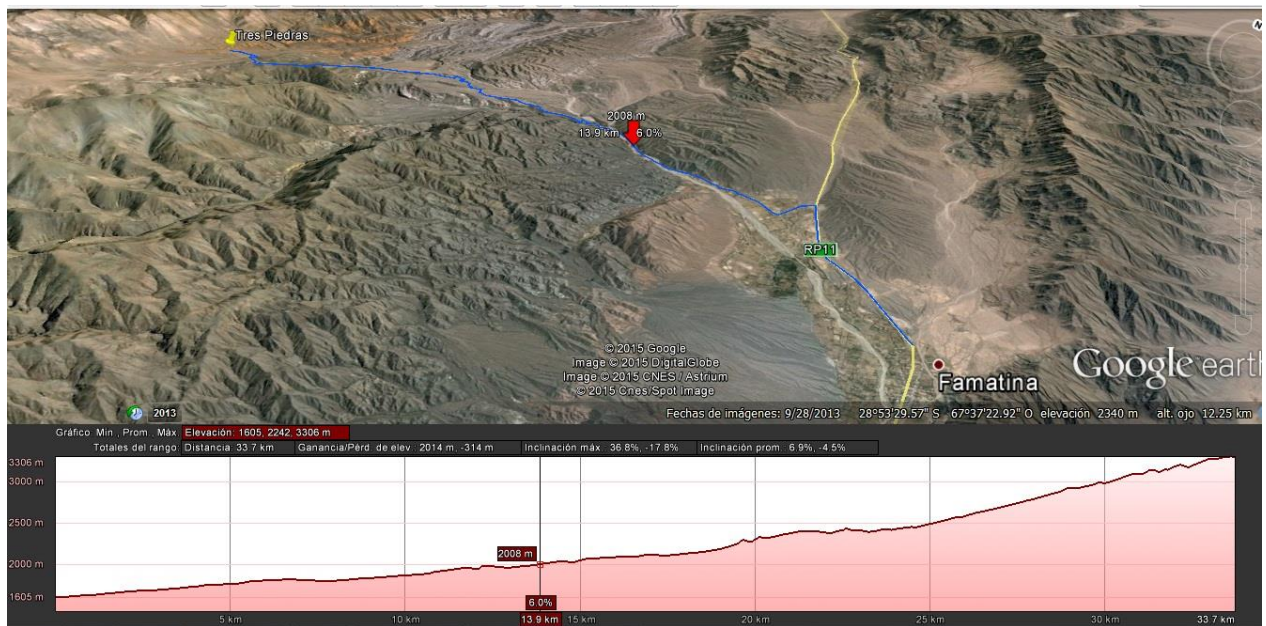 Tres Piedras
2008 m
13.9 km 6.0%
RP11
© 2015 Google
Image © 2015 DigitalGlobe
Image © 2015 CNES / Astrium
© 2015 Cnes/Spot Image
Google earth
Famatina
2013
Fechas de imágenes: 9/28/2013 28°53'29.57" S 67°37'22.92" O elevación 2340 m alt. ojo 12.25 km
Gráfico: Mín., Prom., Máx. Elevación: 1605, 2242, 3306 m
Totales del rango: Distancia: 33.7 km Ganancia/Pérd. de elev.: 2014 m, -314 m Inclinación máx.: 36.8%, -17.8% Inclinación prom.: 6.9%, -4.5%
3306 m
3000 m
2500 m
2000 m
1605 m
2008 m
6.0%
5 km 10 km 13.9 km 15 km 20 km 25 km 30 km 33.7 km